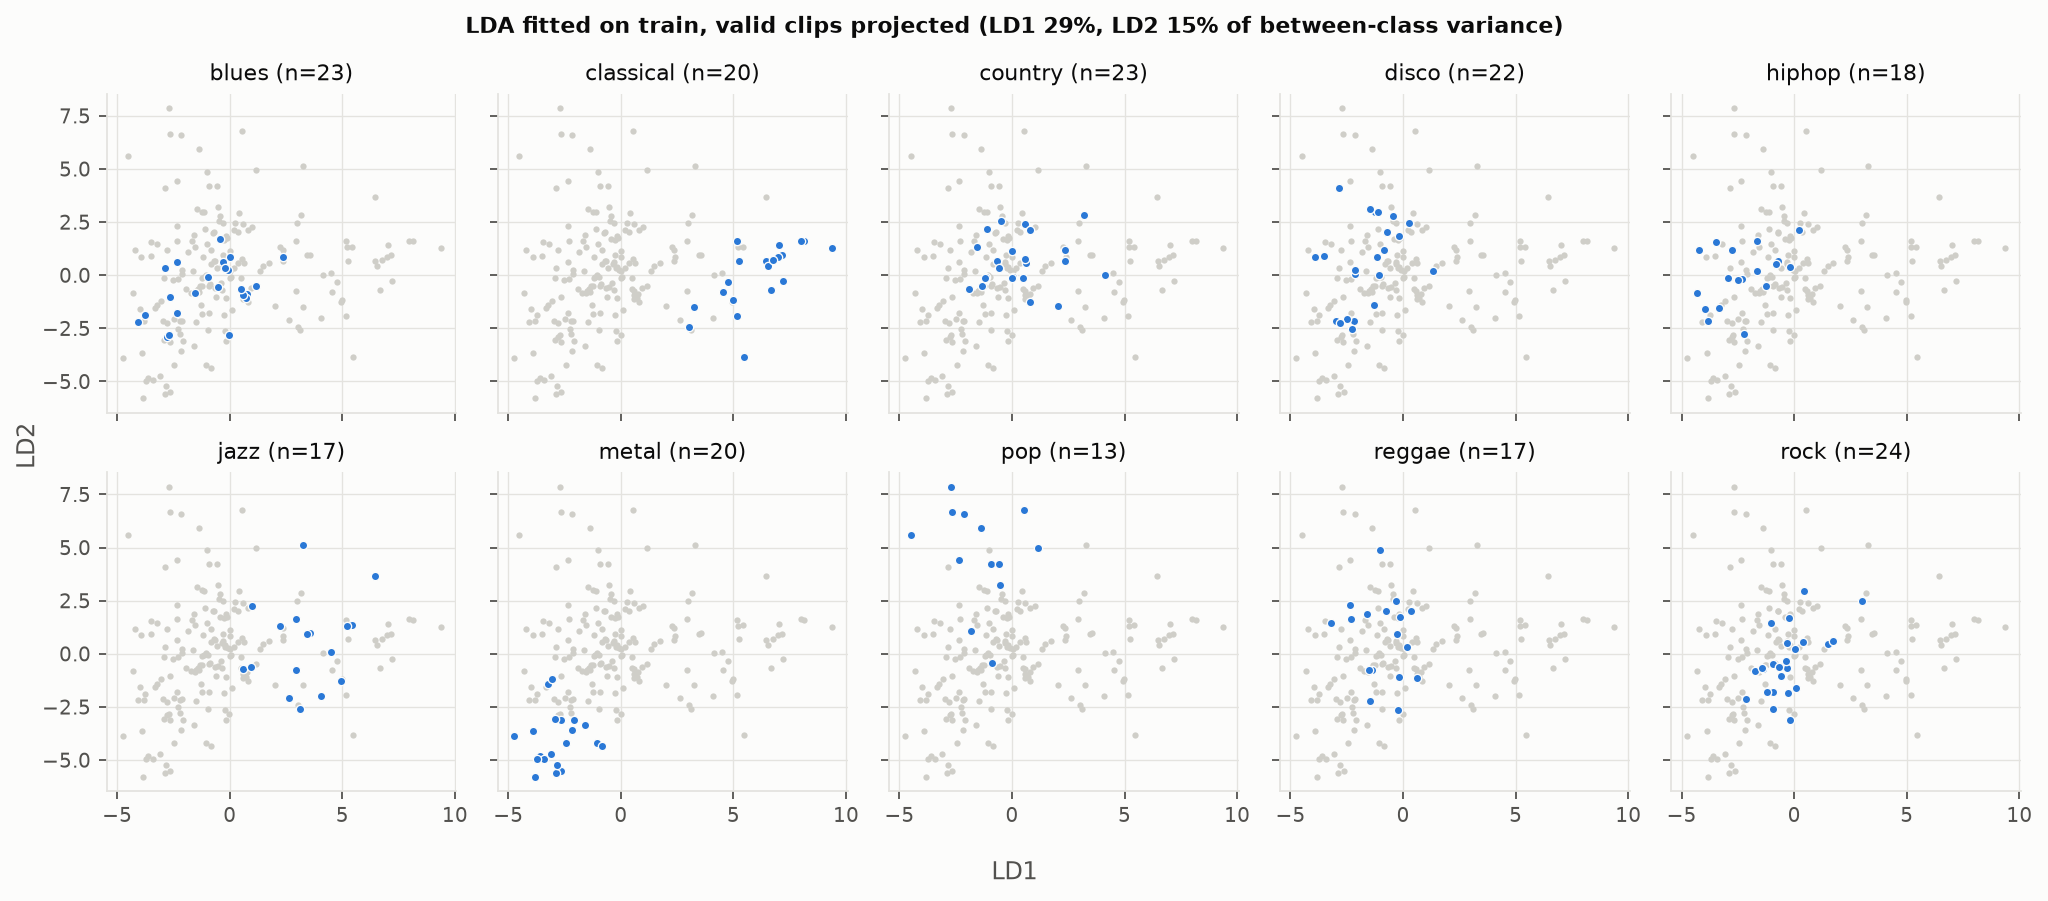 LDA fitted on train, valid clips projected (LD1 29%, LD2 15% of between-class variance)
blues (n=23) classical (n=20) country (n=23) disco (n=22) hiphop (n=18)
7.5
5.0
2.5
0.0
−2.5
−5.0
LD2
jazz (n=17) metal (n=20) pop (n=13) reggae (n=17) rock (n=24)
7.5
5.0
2.5
0.0
−2.5
−5.0
−5 0 5 10 −5 0 5 10 −5 0 5 10 −5 0 5 10 −5 0 5 10
LD1